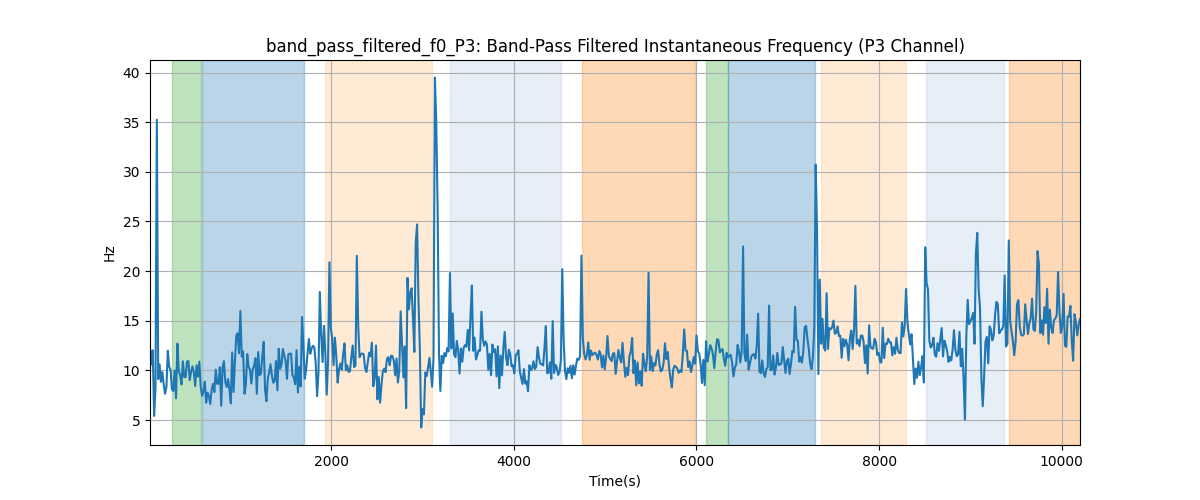 band_pass_filtered_f0_P3: Band-Pass Filtered Instantaneous Frequency (P3 Channel)
40
35
30
25
20
15
10
5
Hz
2000 4000 6000 8000 10000
Time(s)